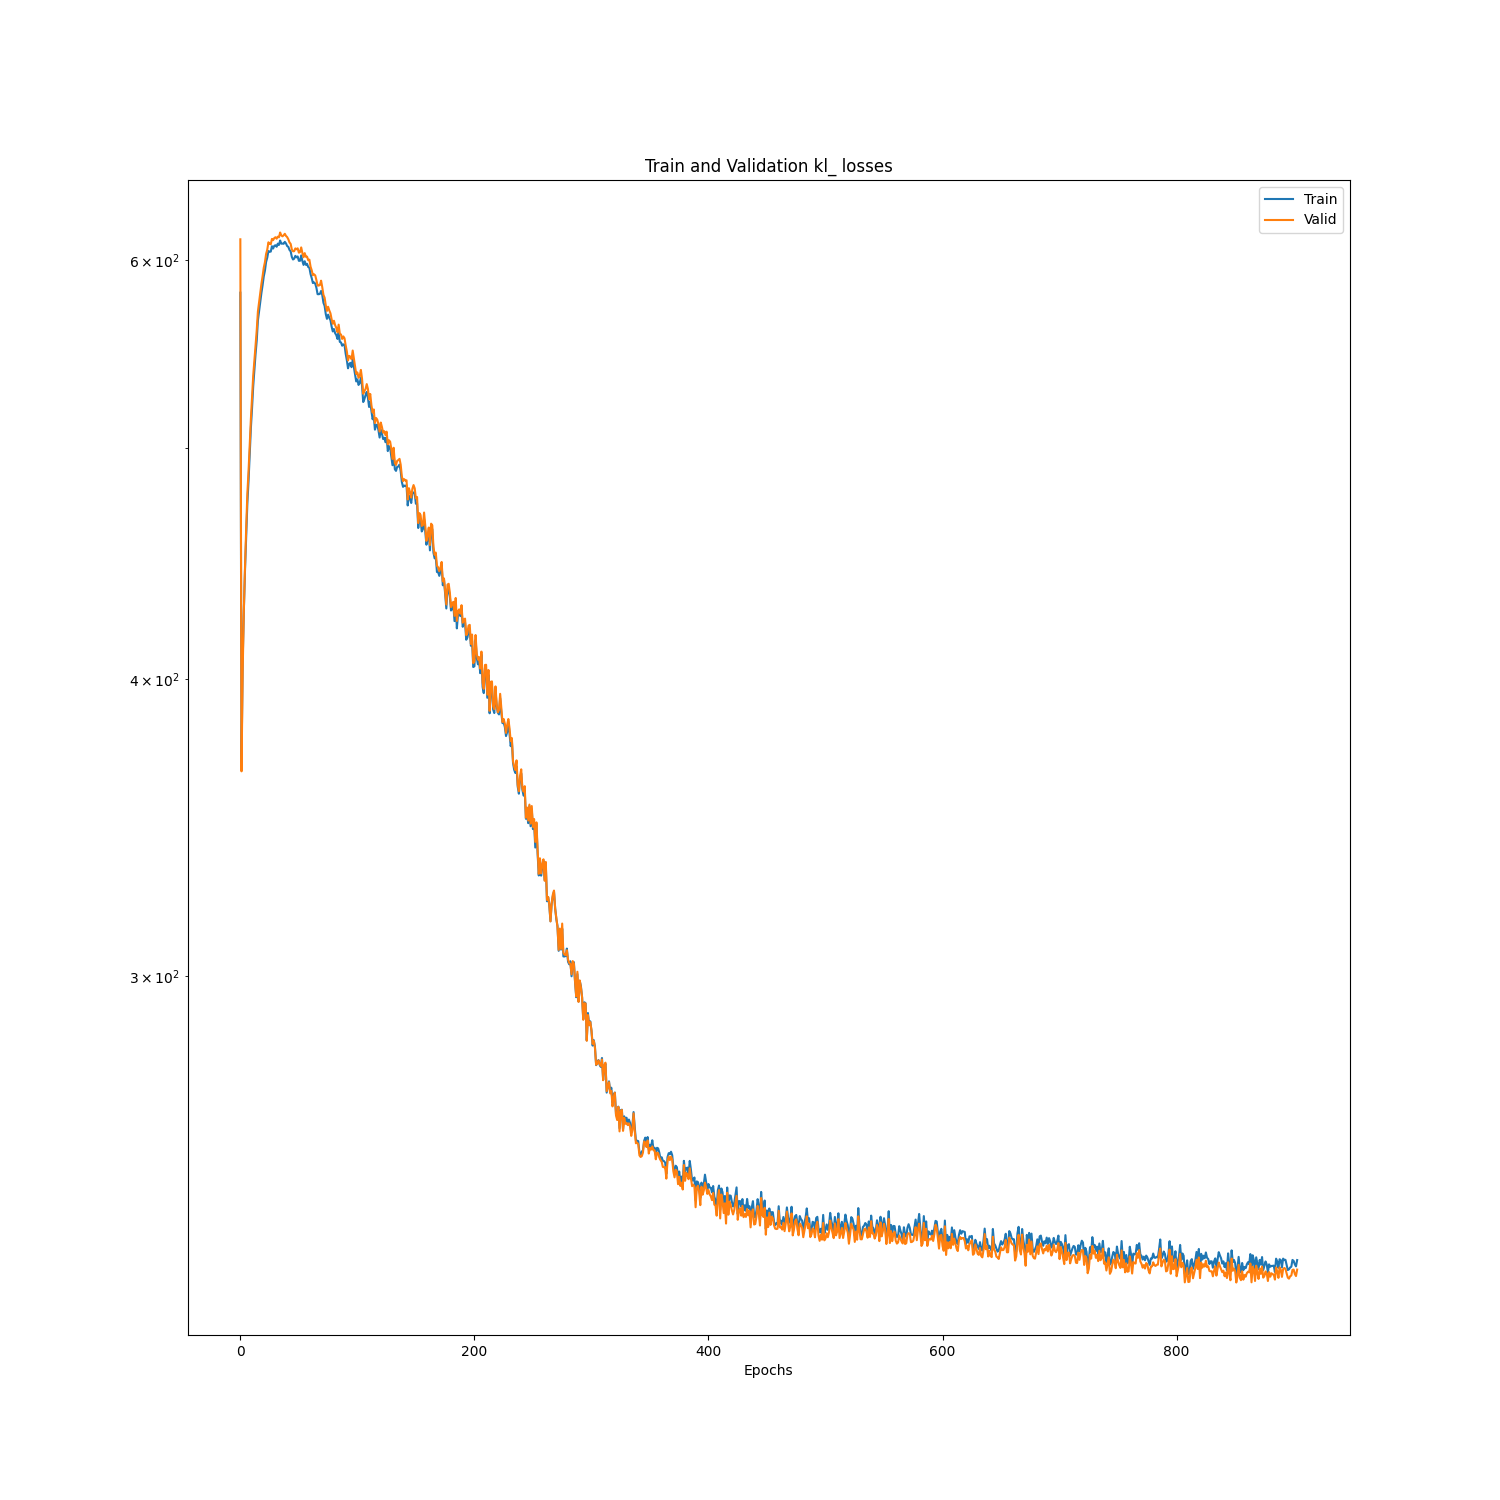 Train and Validation kl_ losses
Train
Valid
6 × 10²
4 × 10²
3 × 10²
0 200 400 600 800
Epochs